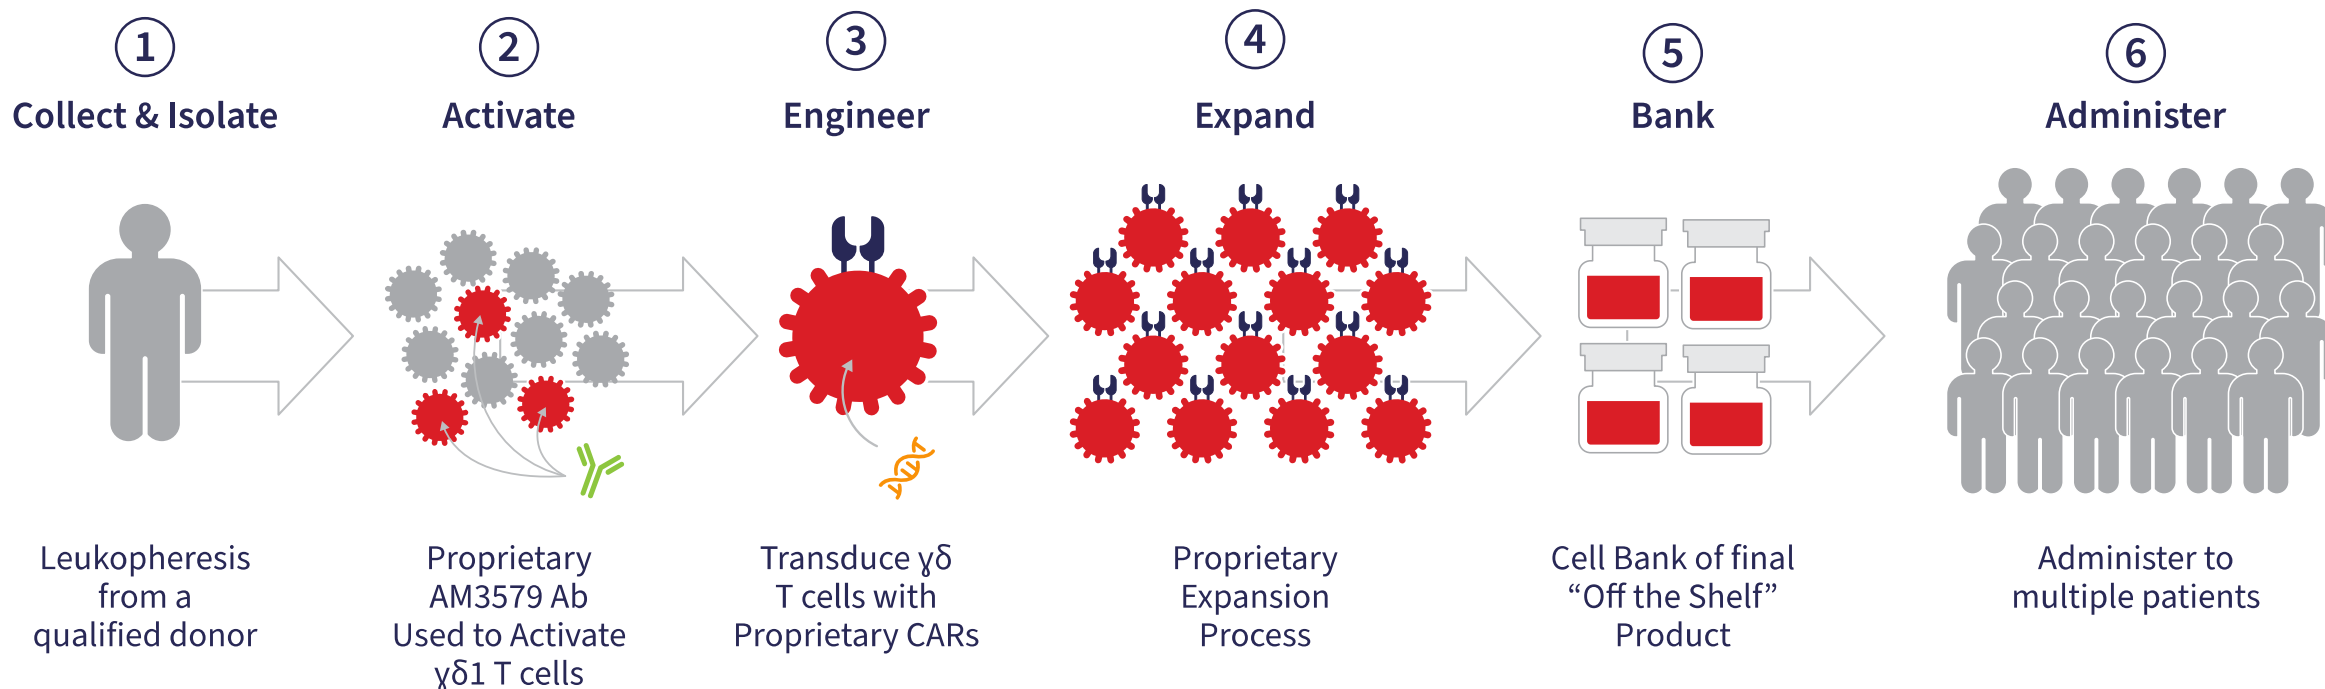 1
Collect & Isolate
Leukopheresis
from a
qualified donor
2
Activate
Proprietary
AM3579 Ab
Used to Activate
γδ1 T cells
3
Engineer
Transduce γδ
T cells with
Proprietary CARs
4
Expand
Proprietary
Expansion
Process
5
Bank
Cell Bank of final
“Off the Shelf”
Product
6
Administer
Administer to
multiple patients